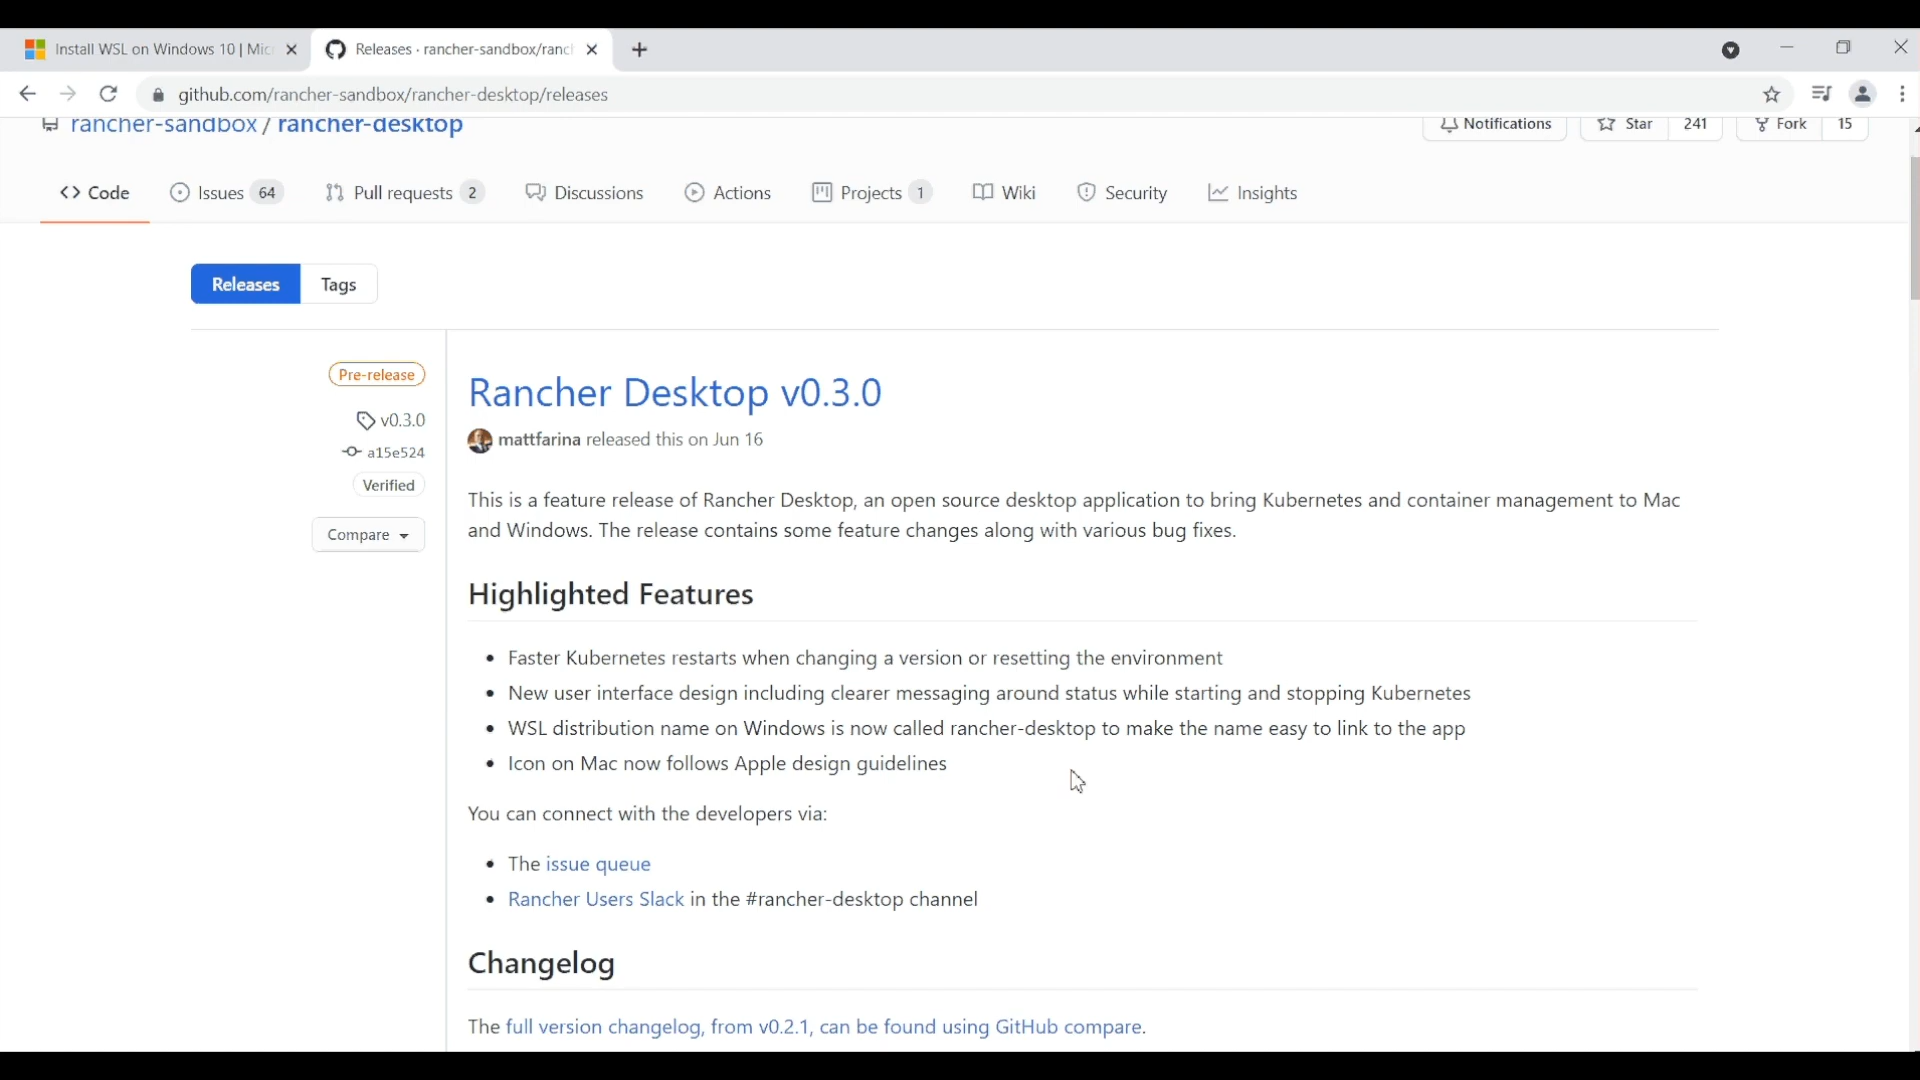 Install WSL on Windows 10 | Mic
Releases · rancher-sandbox/ranc
github.com/rancher-sandbox/rancher-desktop/releases
rancher-sandbox / rancher-desktop
Notifications
Star 241
Fork 15
Code
Issues 64
Pull requests 2
Discussions
Actions
Projects 1
Wiki
Security
Insights
Releases
Tags
Pre-release
v0.3.0
a15e524
Verified
Compare
Rancher Desktop v0.3.0
mattfarina released this on Jun 16
This is a feature release of Rancher Desktop, an open source desktop application to bring Kubernetes and container management to Mac
and Windows. The release contains some feature changes along with various bug fixes.
Highlighted Features
• Faster Kubernetes restarts when changing a version or resetting the environment
• New user interface design including clearer messaging around status while starting and stopping Kubernetes
• WSL distribution name on Windows is now called rancher-desktop to make the name easy to link to the app
• Icon on Mac now follows Apple design guidelines
You can connect with the developers via:
• The issue queue
• Rancher Users Slack in the #rancher-desktop channel
Changelog
The full version changelog, from v0.2.1, can be found using GitHub compare.